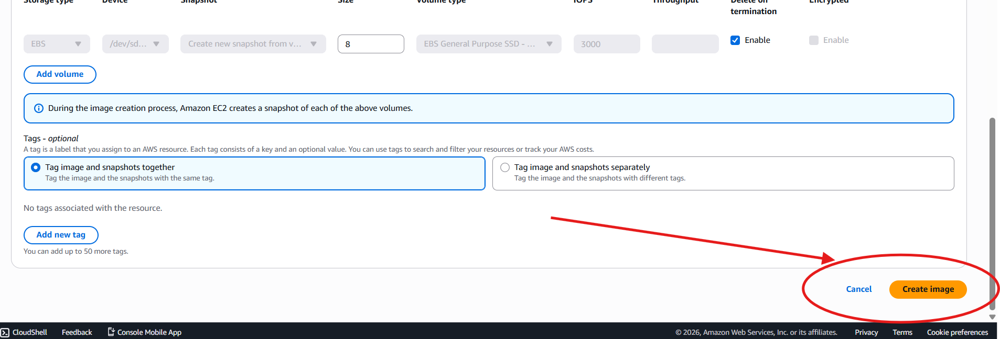 Storage type Device Snapshot Size Volume type IOPS Throughput Delete on termination Encrypted
EBS /dev/sd... Create new snapshot from v... 8 EBS General Purpose SSD - ... 3000 Enable Enable
Add volume
During the image creation process, Amazon EC2 creates a snapshot of each of the above volumes.
Tags - optional
A tag is a label that you assign to an AWS resource. Each tag consists of a key and an optional value. You can use tags to search and filter your resources or track your AWS costs.
Tag image and snapshots together
Tag the image and the snapshots with the same tag.
Tag image and snapshots separately
Tag the image and the snapshots with different tags.
No tags associated with the resource.
Add new tag
You can add up to 50 more tags.
Cancel Create image
CloudShell Feedback Console Mobile App © 2026, Amazon Web Services, Inc. or its affiliates. Privacy Terms Cookie preferences